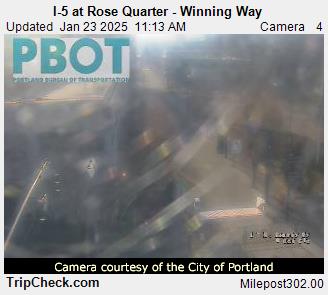 I-5 at Rose Quarter - Winning Way
Updated Jan 23 2025 11:13 AM Camera 4
PBOT
PORTLAND BUREAU OF TRANSPORTATION
Camera courtesy of the City of Portland
TripCheck.com Milepost302.00